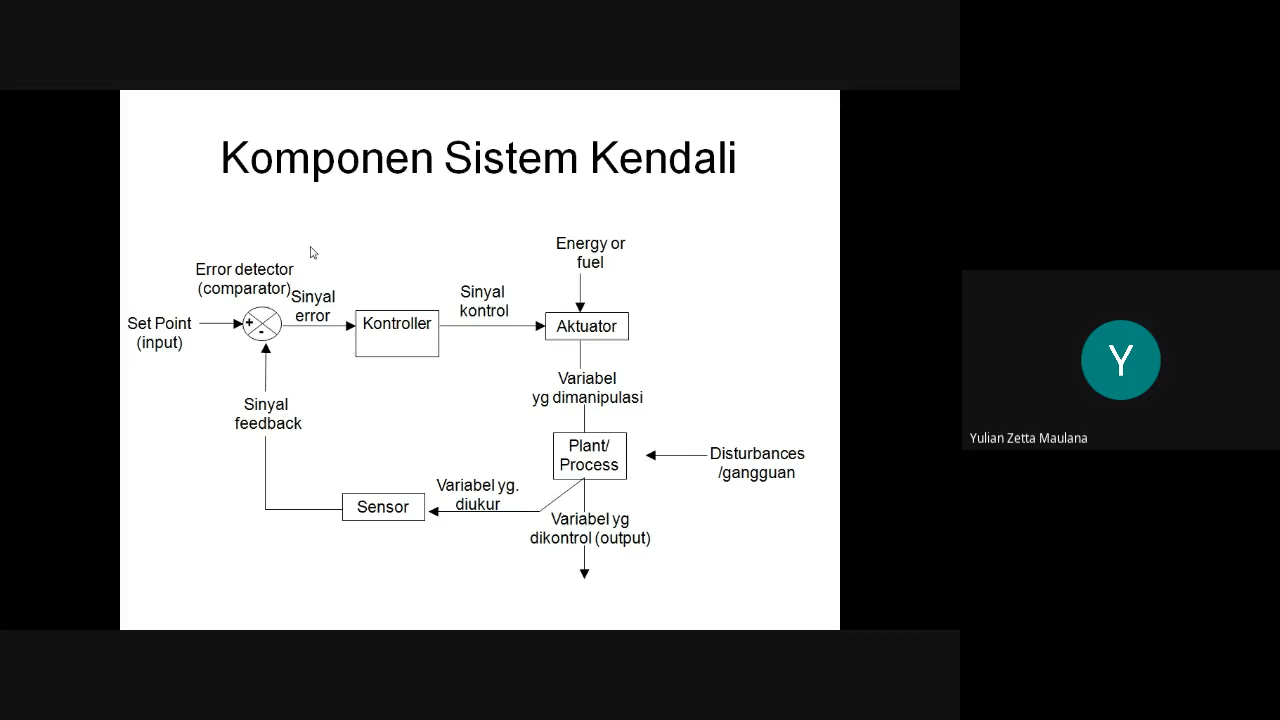 Komponen Sistem Kendali
Energy or
fuel
Error detector
(comparator)
Sinyal
error
Sinyal
kontrol
Set Point
(input)
+
-
Kontroller
Aktuator
Variabel
yg dimanipulasi
Sinyal
feedback
Plant/
Process
Disturbances
/gangguan
Variabel yg.
diukur
Sensor
Variabel yg
dikontrol (output)
Y
Yulian Zetta Maulana